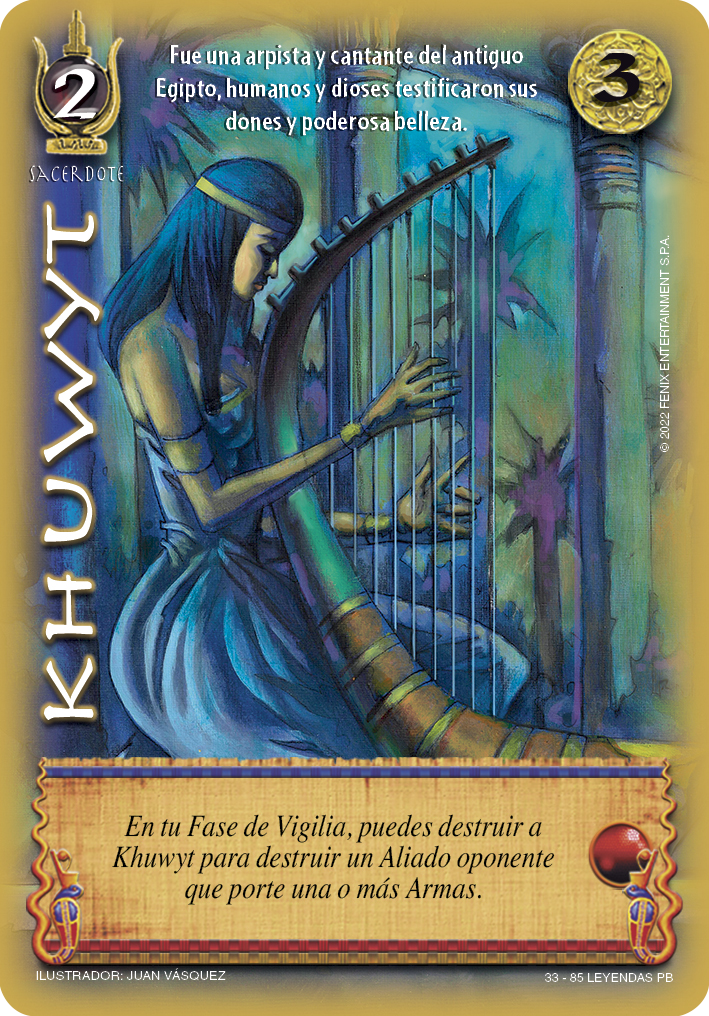 2
Fue una arpista y cantante del antiguo
Egipto, humanos y dioses testificaron sus
dones y poderosa belleza.
3
SACERDOTE
KHUWYT
© 2022 FENIX ENTERTAINMENT S.P.A.
En tu Fase de Vigilia, puedes destruir a
Khuwyt para destruir un Aliado oponente
que porte una o más Armas.
ILUSTRADOR: JUAN VÁSQUEZ
33 - 85 LEYENDAS PB